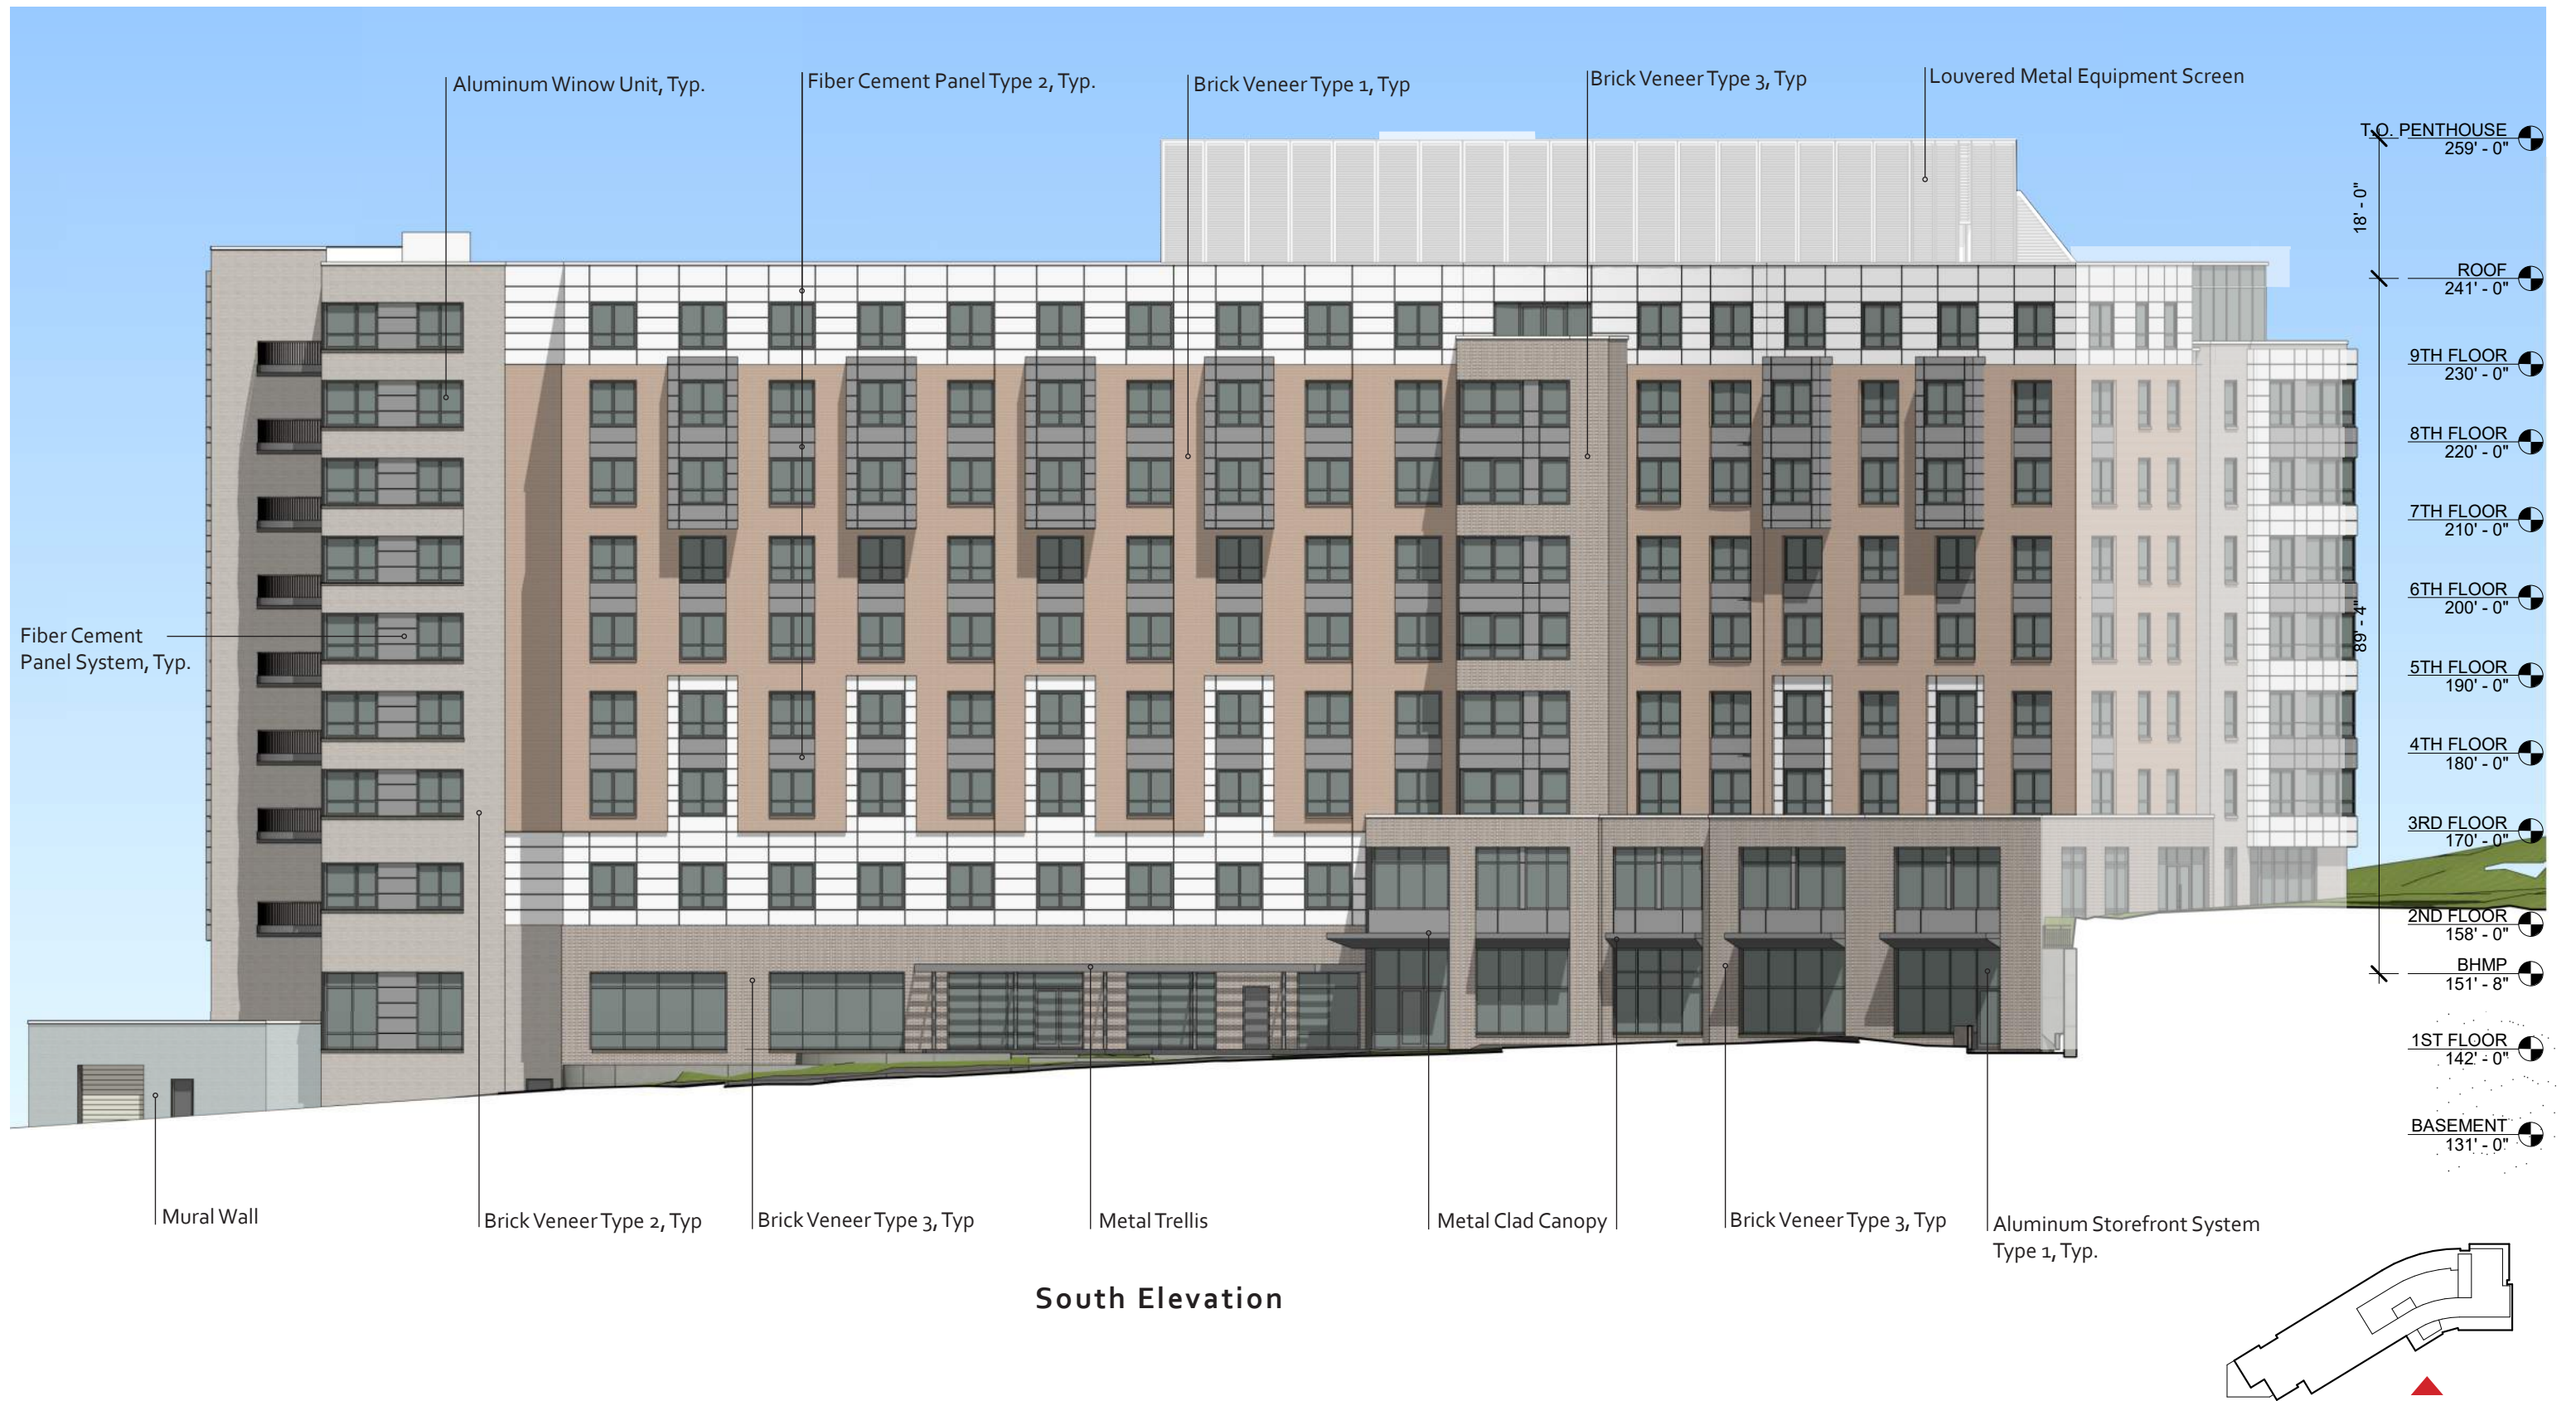 Aluminum Winow Unit, Typ.
Fiber Cement Panel Type 2, Typ.
Brick Veneer Type 1, Typ
Brick Veneer Type 3, Typ
Louvered Metal Equipment Screen
T.O. PENTHOUSE
259' - 0"
18' - 0"
ROOF
241' - 0"
9TH FLOOR
230' - 0"
8TH FLOOR
220' - 0"
7TH FLOOR
210' - 0"
6TH FLOOR
200' - 0"
89' - 4"
Fiber Cement
Panel System, Typ.
5TH FLOOR
190' - 0"
4TH FLOOR
180' - 0"
3RD FLOOR
170' - 0"
2ND FLOOR
158' - 0"
BHMP
151' - 8"
1ST FLOOR
142' - 0"
BASEMENT
131' - 0"
Mural Wall
Brick Veneer Type 2, Typ
Brick Veneer Type 3, Typ
Metal Trellis
Metal Clad Canopy
Brick Veneer Type 3, Typ
Aluminum Storefront System
Type 1, Typ.
South Elevation